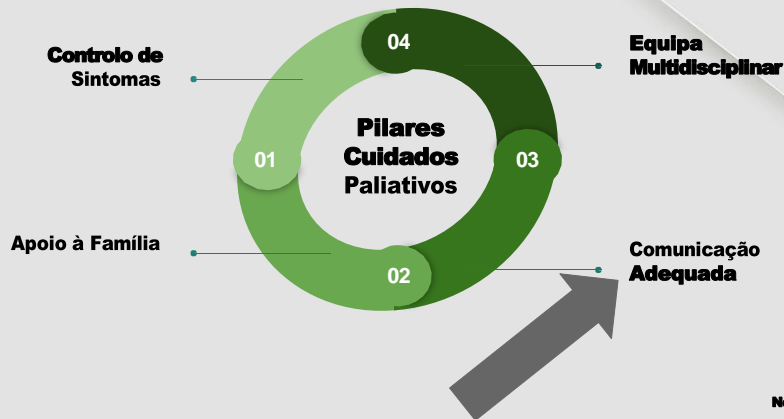 04
Controlo de
Sintomas
Equipa
Multidisciplinar
Pilares
Cuidados
Paliativos
01
03
Apoio à Família
02
Comunicação
Adequada